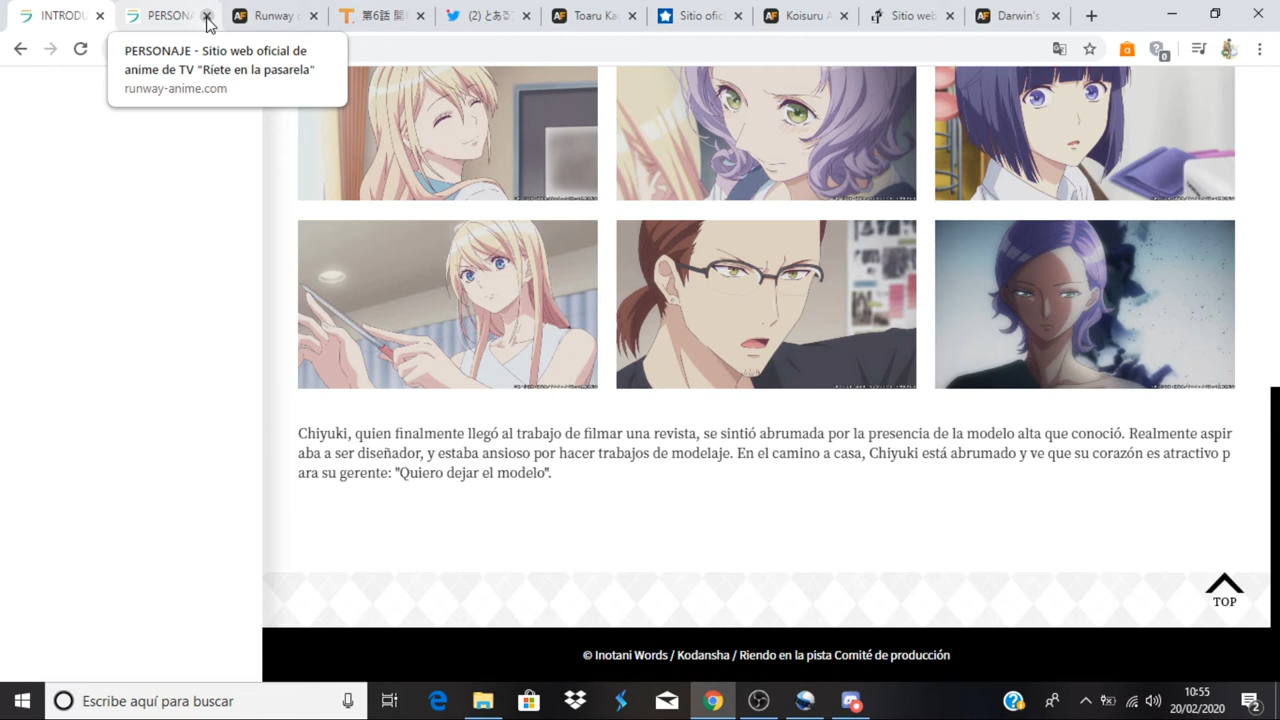 INTRODU
PERSONA
Runway c
第6話 開
(2) とある
Toaru Ka
Sitio ofic
Koisuru A
Sitio web
Darwin's
PERSONAJE - Sitio web oficial de
anime de TV "Ríete en la pasarela"
runway-anime.com
0
Chiyuki, quien finalmente llegó al trabajo de filmar una revista, se sintió abrumada por la presencia de la modelo alta que conoció. Realmente aspir
aba a ser diseñador, y estaba ansioso por hacer trabajos de modelaje. En el camino a casa, Chiyuki está abrumado y ve que su corazón es atractivo p
ara su gerente: "Quiero dejar el modelo".
TOP
© Inotani Words / Kodansha / Riendo en la pista Comité de producción
Escribe aquí para buscar
10:55
20/02/2020
2